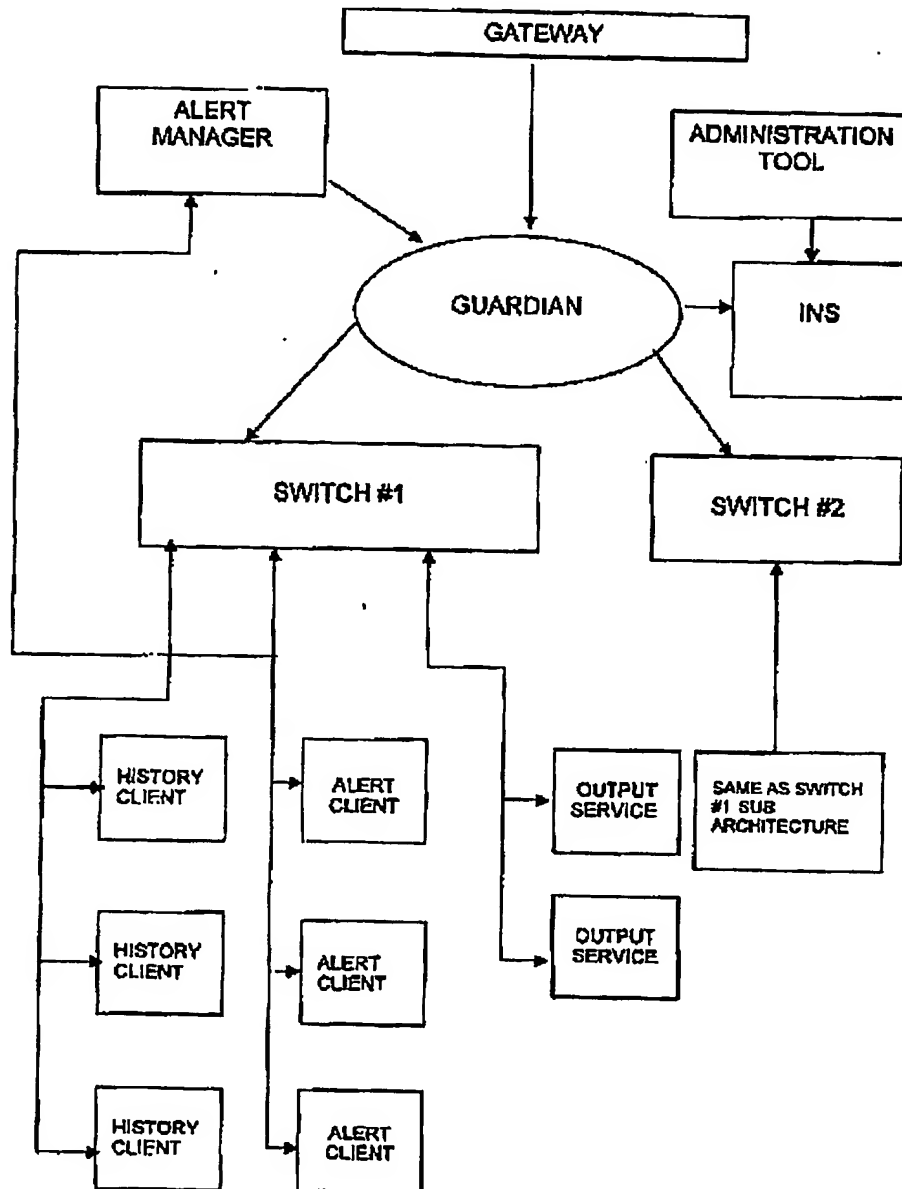 GATEWAY
ALERT
MANAGER
ADMINISTRATION
TOOL
GUARDIAN
INS
SWITCH #1
SWITCH #2
HISTORY
CLIENT
ALERT
CLIENT
OUTPUT
SERVICE
SAME AS SWITCH
#1 SUB
ARCHITECTURE
HISTORY
CLIENT
ALERT
CLIENT
OUTPUT
SERVICE
HISTORY
CLIENT
ALERT
CLIENT